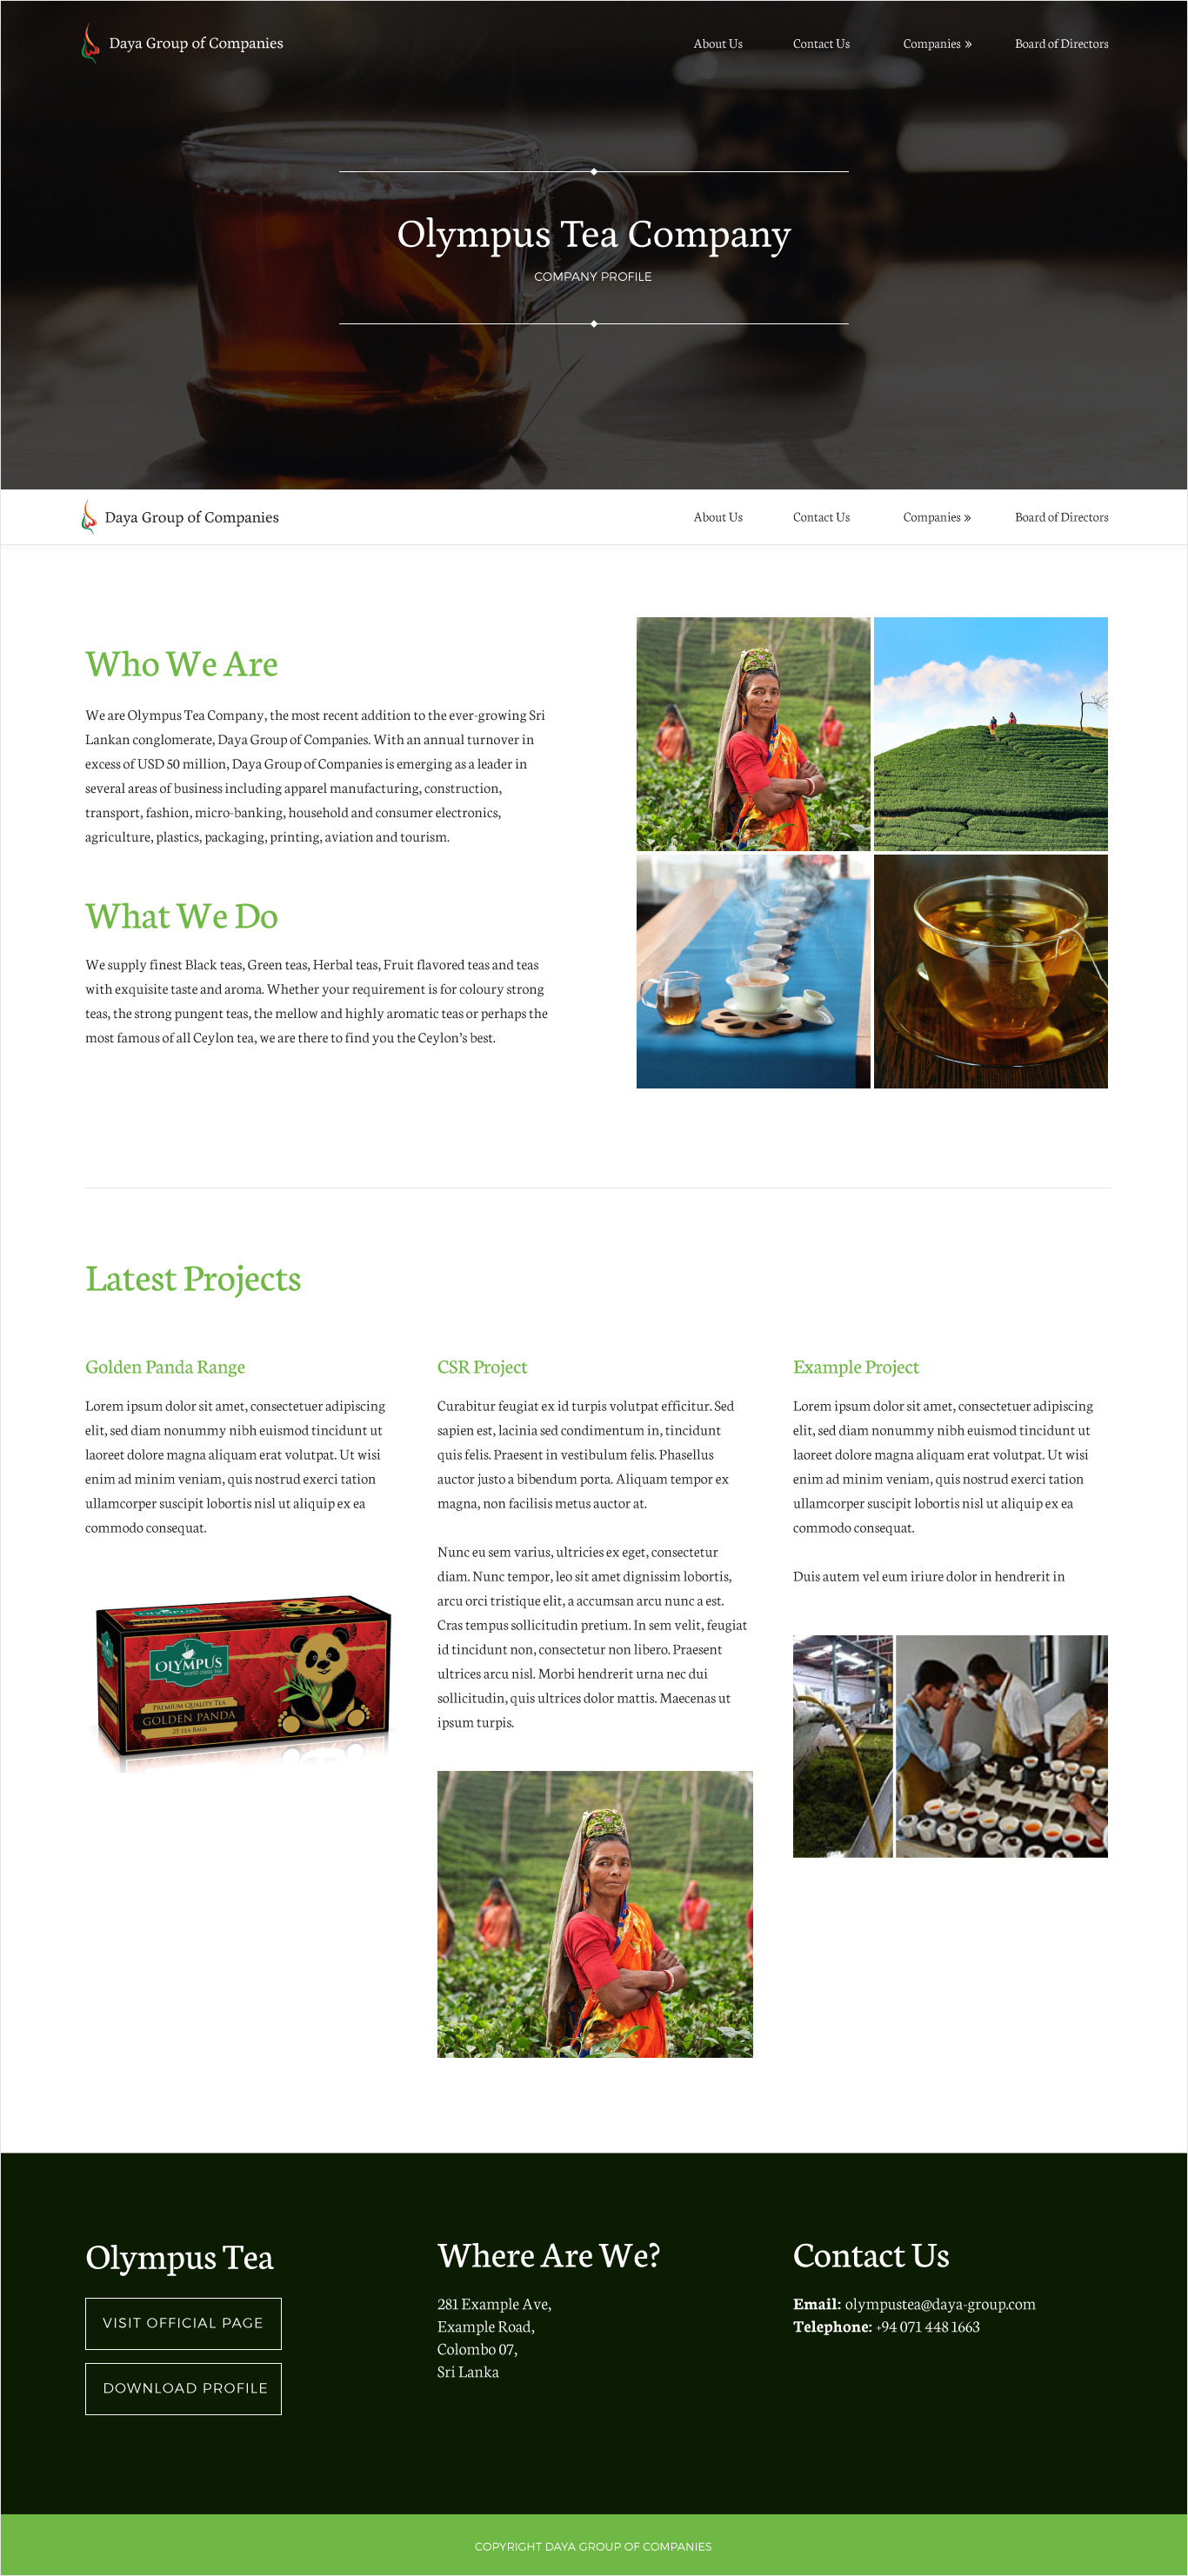 Daya Group of Companies
About Us Contact Us Companies » Board of Directors
Olympus Tea Company
COMPANY PROFILE
Daya Group of Companies
About Us Contact Us Companies » Board of Directors
Who We Are
We are Olympus Tea Company, the most recent addition to the ever-growing Sri
Lankan conglomerate, Daya Group of Companies. With an annual turnover in
excess of USD 50 million, Daya Group of Companies is emerging as a leader in
several areas of business including apparel manufacturing, construction,
transport, fashion, micro-banking, household and consumer electronics,
agriculture, plastics, packaging, printing, aviation and tourism.
What We Do
We supply finest Black teas, Green teas, Herbal teas, Fruit flavored teas and teas
with exquisite taste and aroma. Whether your requirement is for coloury strong
teas, the strong pungent teas, the mellow and highly aromatic teas or perhaps the
most famous of all Ceylon tea, we are there to find you the Ceylon’s best.
Latest Projects
Golden Panda Range
Lorem ipsum dolor sit amet, consectetuer adipiscing
elit, sed diam nonummy nibh euismod tincidunt ut
laoreet dolore magna aliquam erat volutpat. Ut wisi
enim ad minim veniam, quis nostrud exerci tation
ullamcorper suscipit lobortis nisl ut aliquip ex ea
commodo consequat.
OLYMPUS
OLYMPUS
world class Tea
PREMIUM QUALITY TEA
GOLDEN PANDA
25 TEA BAGS
CSR Project
Curabitur feugiat ex id turpis volutpat efficitur. Sed
sapien est, lacinia sed condimentum in, tincidunt
quis felis. Praesent in vestibulum felis. Phasellus
auctor justo a bibendum porta. Aliquam tempor ex
magna, non facilisis metus auctor at.
Nunc eu sem varius, ultricies ex eget, consectetur
diam. Nunc tempor, leo sit amet dignissim lobortis,
arcu orci tristique elit, a accumsan arcu nunc a est.
Cras tempus sollicitudin pretium. In sem velit, feugiat
id tincidunt non, consectetur non libero. Praesent
ultrices arcu nisl. Morbi hendrerit urna nec dui
sollicitudin, quis ultrices dolor mattis. Maecenas ut
ipsum turpis.
Example Project
Lorem ipsum dolor sit amet, consectetuer adipiscing
elit, sed diam nonummy nibh euismod tincidunt ut
laoreet dolore magna aliquam erat volutpat. Ut wisi
enim ad minim veniam, quis nostrud exerci tation
ullamcorper suscipit lobortis nisl ut aliquip ex ea
commodo consequat.
Duis autem vel eum iriure dolor in hendrerit in
Olympus Tea
VISIT OFFICIAL PAGE
DOWNLOAD PROFILE
Where Are We?
281 Example Ave,
Example Road,
Colombo 07,
Sri Lanka
Contact Us
Email: olympustea@daya-group.com
Telephone: +94 071 448 1663
COPYRIGHT DAYA GROUP OF COMPANIES